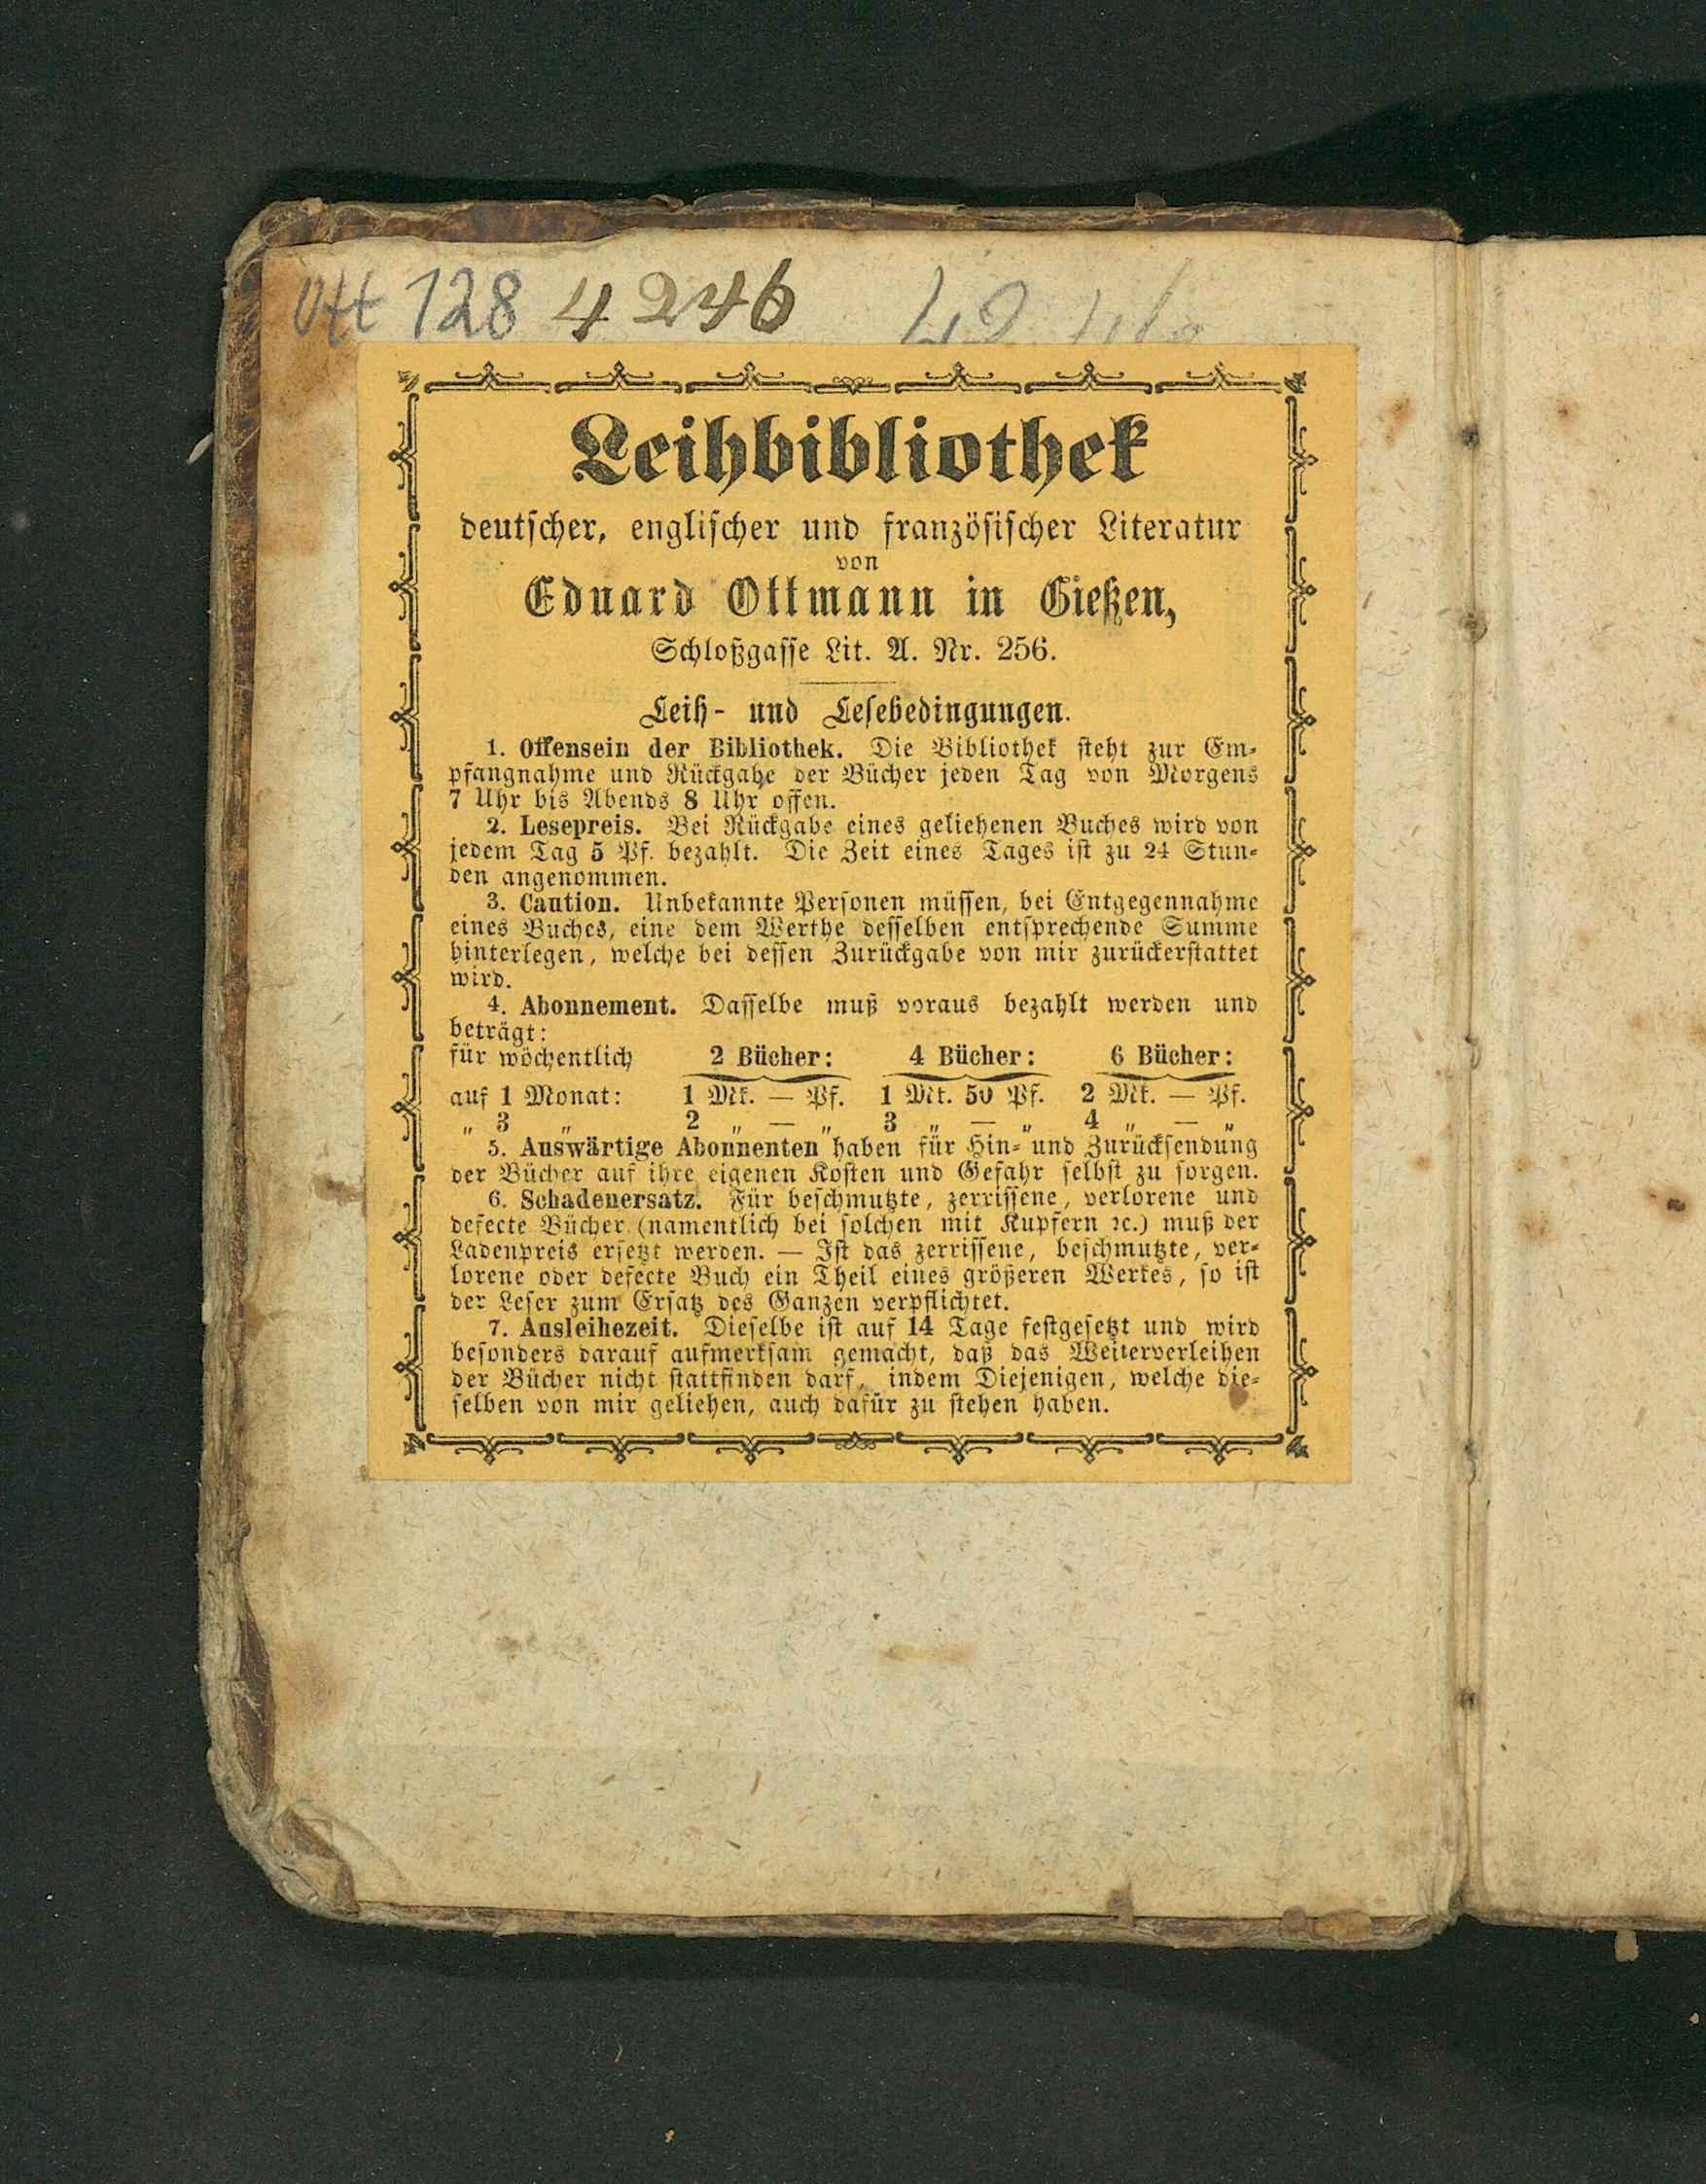 Ott 128 4246 4246
Leihbibliothek
deutscher, englischer und französischer Literatur
von
Eduard Ottmann in Gießen,
Schloßgasse Lit. A. Nr. 256.
Leih- und Lesebedingungen.
1. Offensein der Bibliothek. Die Bibliothek steht zur Em-
pfangnahme und Rückgabe der Bücher jeden Tag von Morgens
7 Uhr bis Abends 8 Uhr offen.
2. Lesepreis. Bei Rückgabe eines geliehenen Buches wird von
jedem Tag 5 Pf. bezahlt. Die Zeit eines Tages ist zu 24 Stun-
den angenommen.
3. Caution. Unbekannte Personen müssen, bei Entgegennahme
eines Buches, eine dem Werthe desselben entsprechende Summe
hinterlegen, welche bei dessen Zurückgabe von mir zurückerstattet
wird.
4. Abonnement. Dasselbe muß voraus bezahlt werden und
beträgt:
für wöchentlich 2 Bücher: 4 Bücher: 6 Bücher:
auf 1 Monat: 1 Mk. — Pf. 1 Mk. 50 Pf. 2 Mk. — Pf.
„ 3 „ 2 „ — „ 3 „ — „ 4 „ — „
5. Auswärtige Abonnenten haben für Hin- und Zurücksendung
der Bücher auf ihre eigenen Kosten und Gefahr selbst zu sorgen.
6. Schadenersatz. Für beschmutzte, zerrissene, verlorene und
defecte Bücher (namentlich bei solchen mit Kupfern ꝛc.) muß der
Ladenpreis ersetzt werden. — Ist das zerrissene, beschmutzte, ver-
lorene oder defecte Buch ein Theil eines größeren Werkes, so ist
der Leser zum Ersatz des Ganzen verpflichtet.
7. Ausleihezeit. Dieselbe ist auf 14 Tage festgesetzt und wird
besonders darauf aufmerksam gemacht, daß das Weiterverleihen
der Bücher nicht stattfinden darf, indem Diejenigen, welche die-
selben von mir geliehen, auch dafür zu stehen haben.